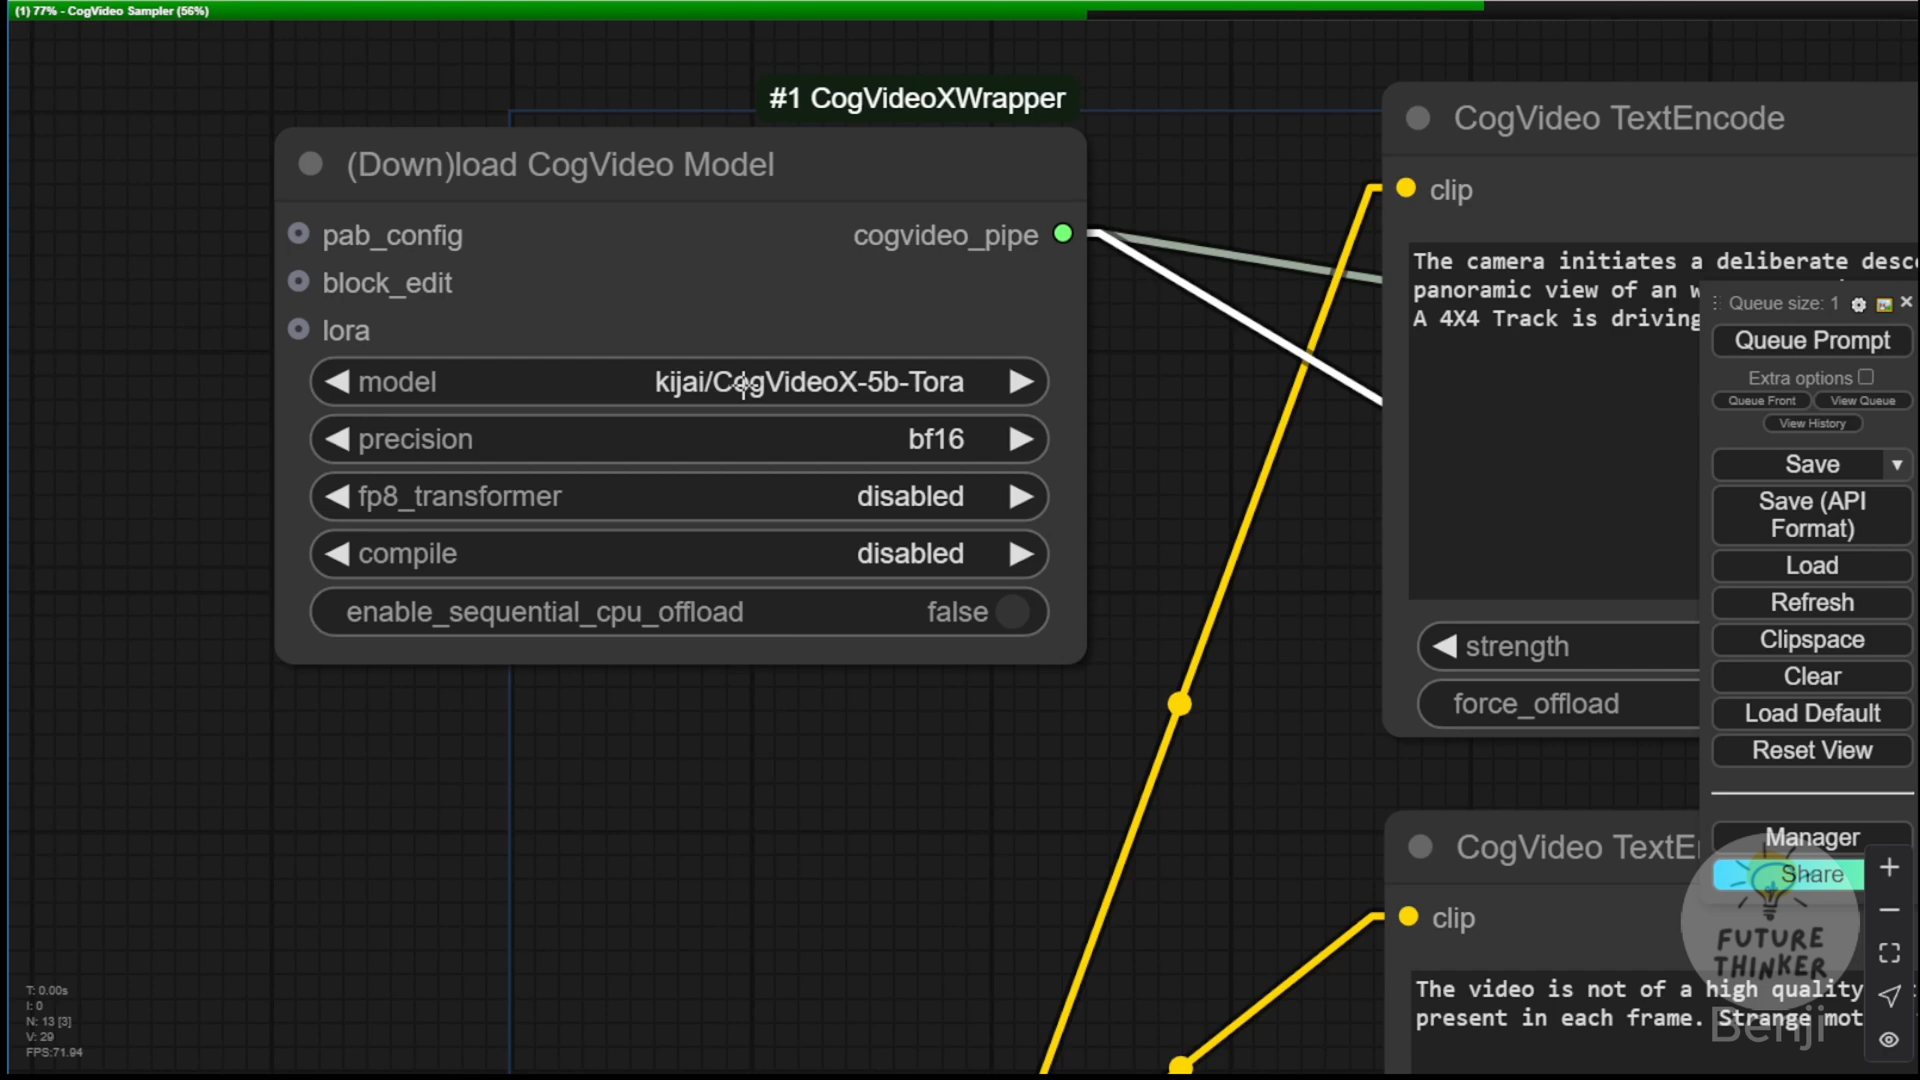 (1) 77% - CogVideo Sampler (56%)
#1 CogVideoXWrapper
(Down)load CogVideo Model
pab_config
cogvideo_pipe
block_edit
lora
model
kijai/CogVideoX-5b-Tora
precision
bf16
fp8_transformer
disabled
compile
disabled
enable_sequential_cpu_offload
false
CogVideo TextEncode
clip
The camera initiates a deliberate desc
panoramic view of an w
A 4X4 Track is driving
strength
force_offload
CogVideo TextE
clip
The video is not of a high quality
present in each frame. Strange mot
Queue size: 1
Queue Prompt
Extra options
Queue Front
View Queue
View History
Save
Save (API
Format)
Load
Refresh
Clipspace
Clear
Load Default
Reset View
Manager
Share
FUTURE
THINKER
Benji
T: 0.00s
I: 0
N: 13 [3]
V: 29
FPS:71.94